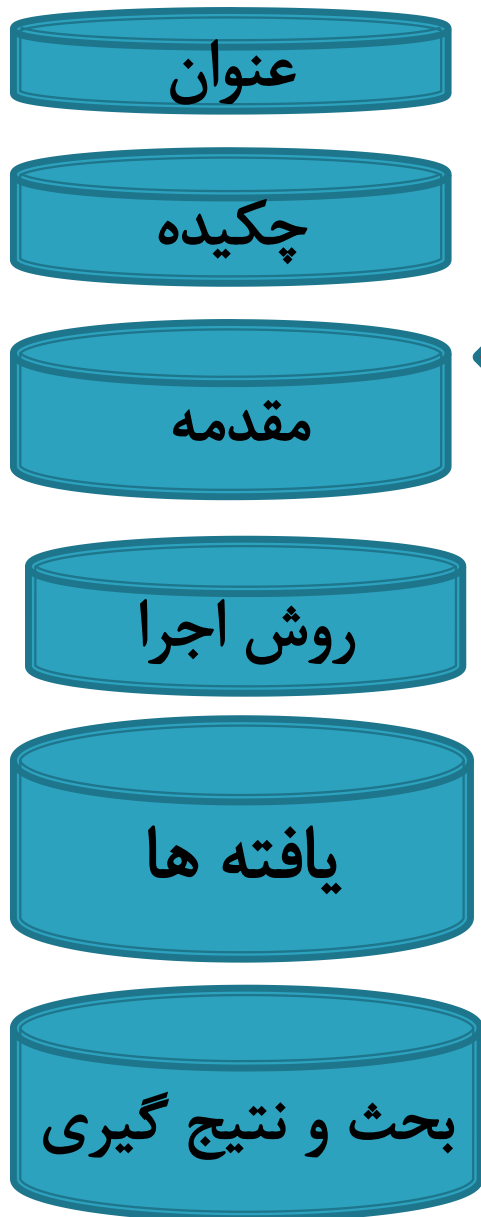 عنوان
چکیده
مقدمه
روش اجرا
یافته ها
بحث و نتیج گیری